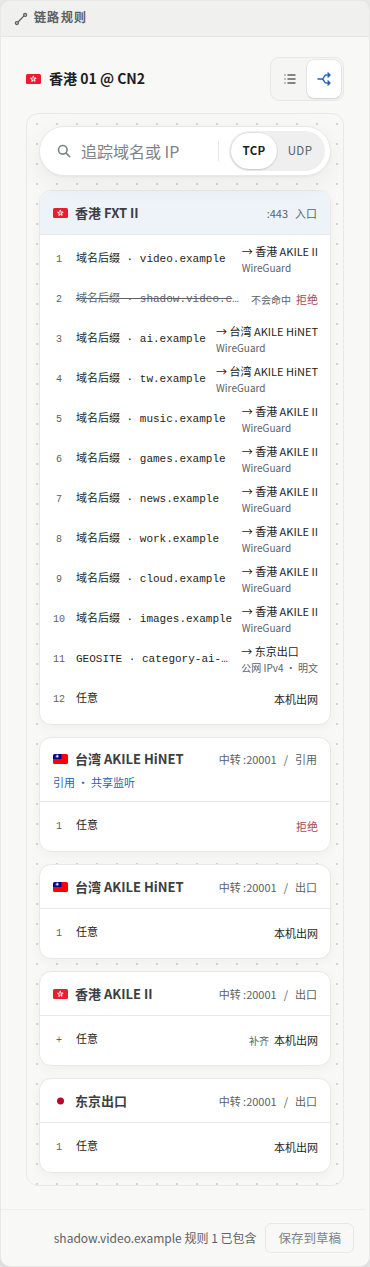 链路规则
香港 01 @ CN2
追踪域名或 IP
TCP
UDP
香港 FXT II
:443 入口
1 域名后缀 · video.example → 香港 AKILE II
WireGuard
2 域名后缀 · shadow.video.e… 不会命中 拒绝
3 域名后缀 · ai.example → 台湾 AKILE HiNET
WireGuard
4 域名后缀 · tw.example → 台湾 AKILE HiNET
WireGuard
5 域名后缀 · music.example → 香港 AKILE II
WireGuard
6 域名后缀 · games.example → 香港 AKILE II
WireGuard
7 域名后缀 · news.example → 香港 AKILE II
WireGuard
8 域名后缀 · work.example → 香港 AKILE II
WireGuard
9 域名后缀 · cloud.example → 香港 AKILE II
WireGuard
10 域名后缀 · images.example → 香港 AKILE II
WireGuard
11 GEOSITE · category-ai-… → 东京出口
公网 IPv4 · 明文
12 任意 本机出网
台湾 AKILE HiNET 中转 :20001 / 引用
引用 · 共享监听
1 任意 拒绝
台湾 AKILE HiNET 中转 :20001 / 出口
1 任意 本机出网
香港 AKILE II 中转 :20001 / 出口
+ 任意 补齐 本机出网
东京出口 中转 :20001 / 出口
1 任意 本机出网
shadow.video.example 规则 1 已包含
保存到草稿